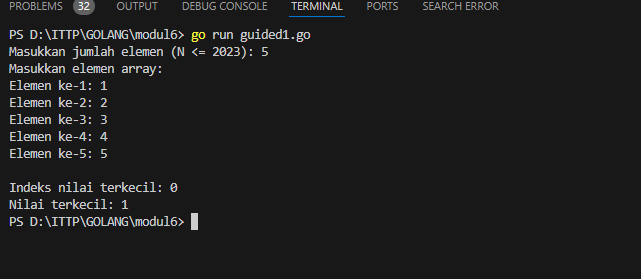 PROBLEMS 32 OUTPUT DEBUG CONSOLE TERMINAL PORTS SEARCH ERROR
PS D:\ITTP\GOLANG\modul6> go run guided1.go
Masukkan jumlah elemen (N <= 2023): 5
Masukkan elemen array:
Elemen ke-1: 1
Elemen ke-2: 2
Elemen ke-3: 3
Elemen ke-4: 4
Elemen ke-5: 5
Indeks nilai terkecil: 0
Nilai terkecil: 1
PS D:\ITTP\GOLANG\modul6>